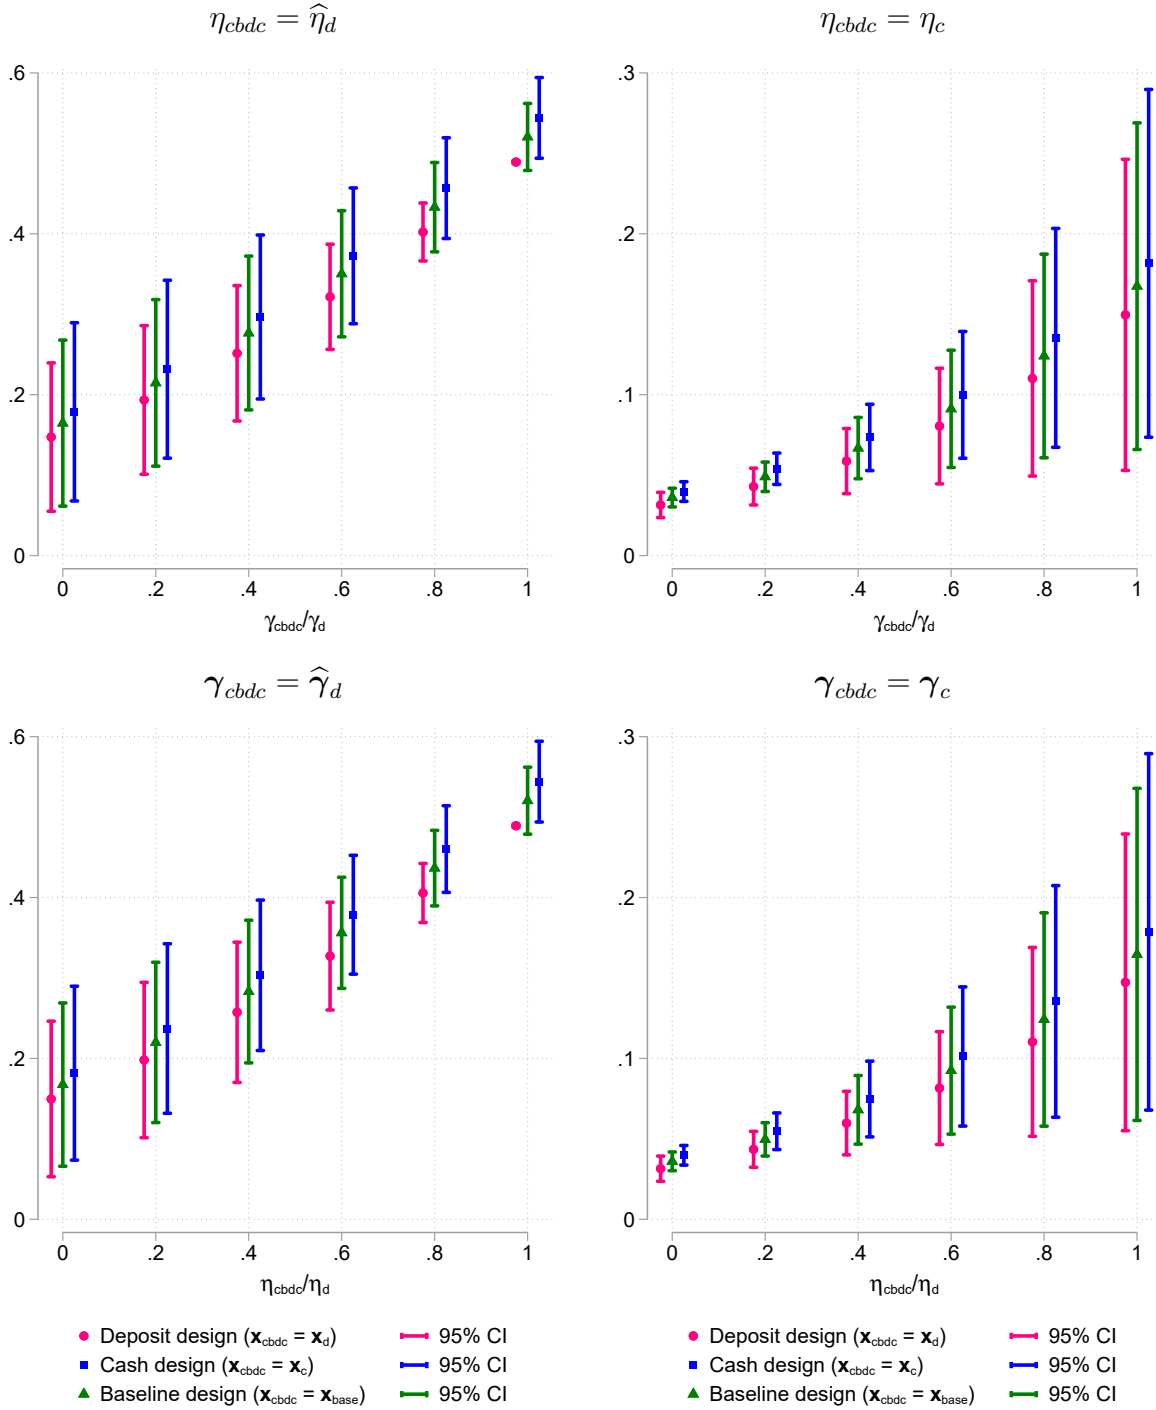 η_cbdc = η̂_d
η_cbdc = η_c
.6
.4
.2
0
0 .2 .4 .6 .8 1
γ_cbdc/γ_d
.3
.2
.1
0
0 .2 .4 .6 .8 1
γ_cbdc/γ_d
γ_cbdc = γ̂_d
γ_cbdc = γ_c
.6
.4
.2
0
0 .2 .4 .6 .8 1
η_cbdc/η_d
.3
.2
.1
0
0 .2 .4 .6 .8 1
η_cbdc/η_d
Deposit design (x_cbdc = x_d) 95% CI
Cash design (x_cbdc = x_c) 95% CI
Baseline design (x_cbdc = x_base) 95% CI
Deposit design (x_cbdc = x_d) 95% CI
Cash design (x_cbdc = x_c) 95% CI
Baseline design (x_cbdc = x_base) 95% CI